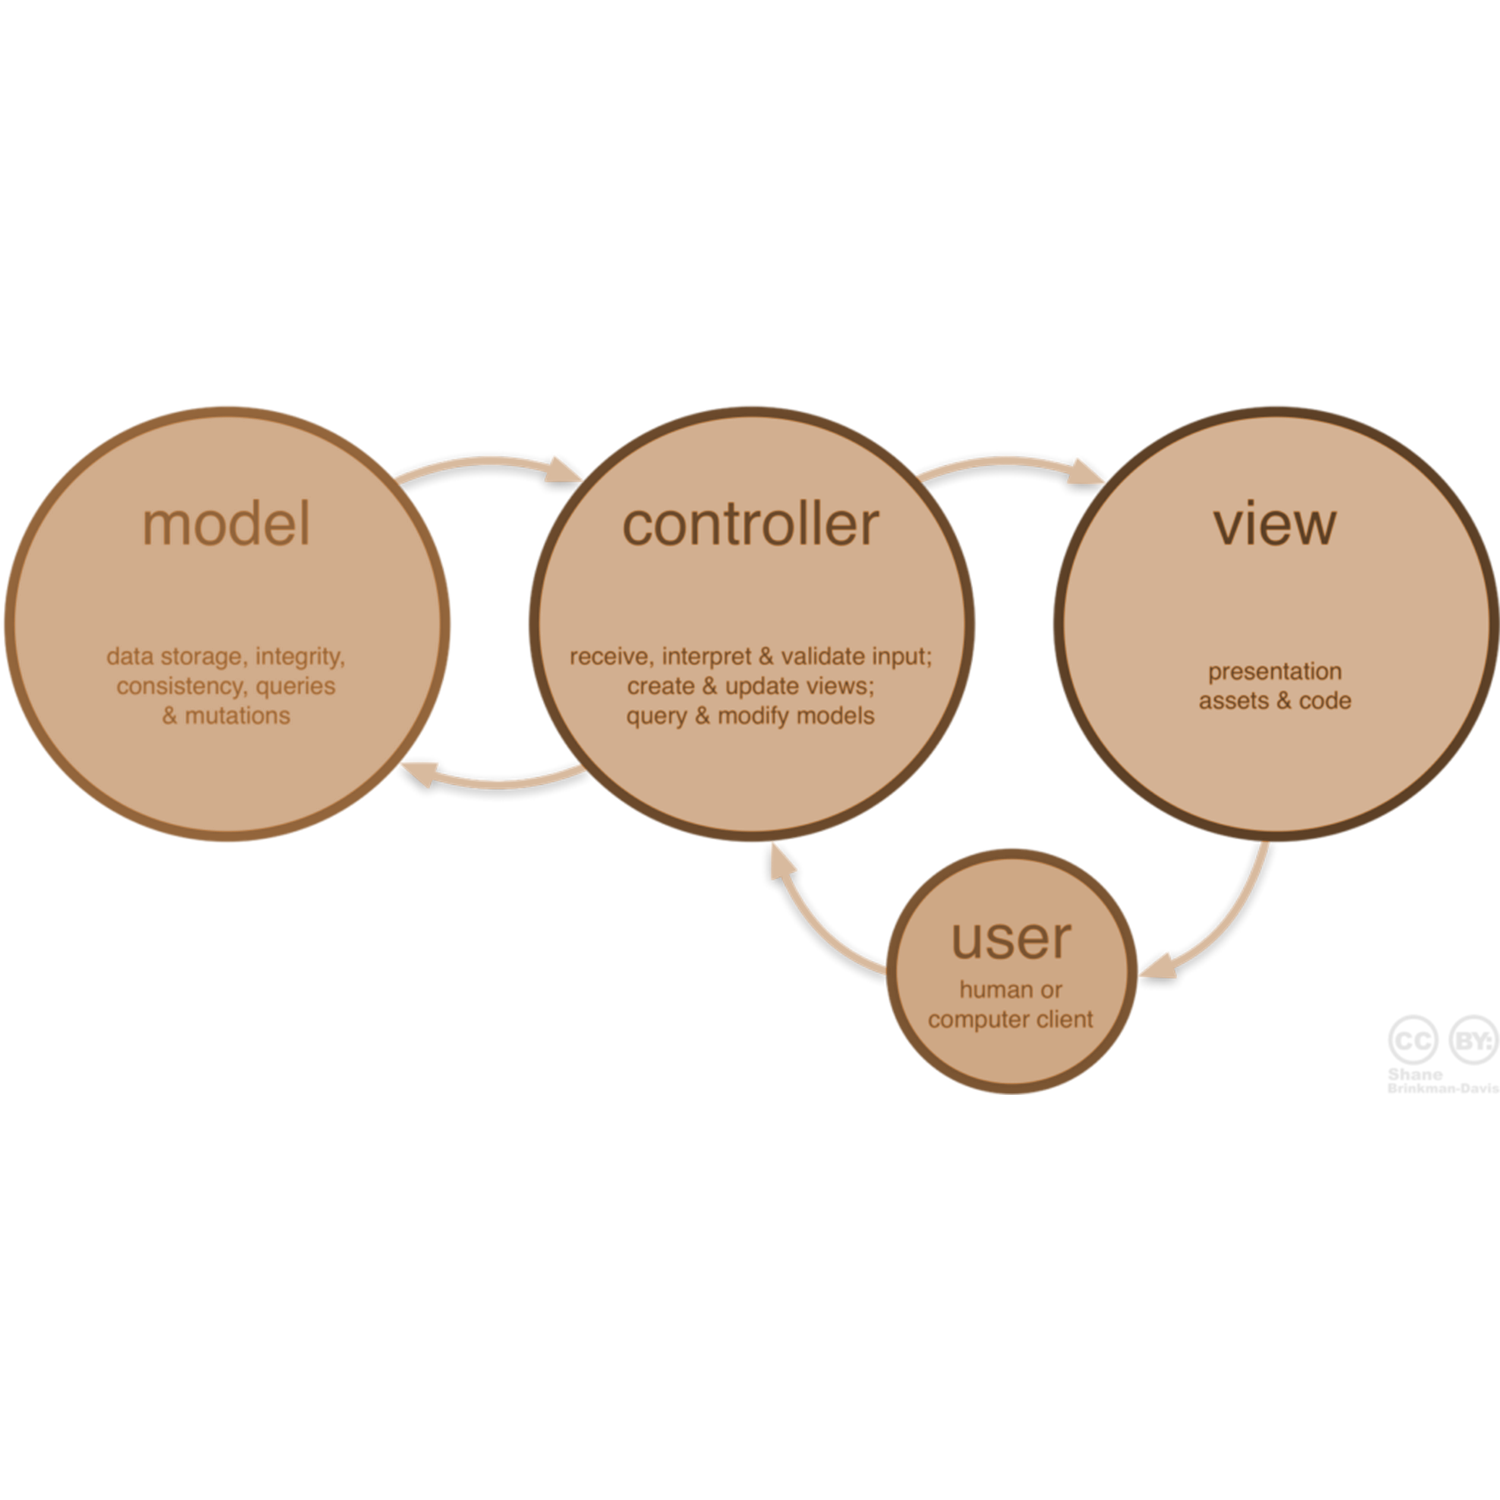 model
data storage, integrity,
consistency, queries
& mutations
controller
receive, interpret & validate input;
create & update views;
query & modify models
view
presentation
assets & code
user
human or
computer client
CC BY:
Shane
Brinkman-Davis